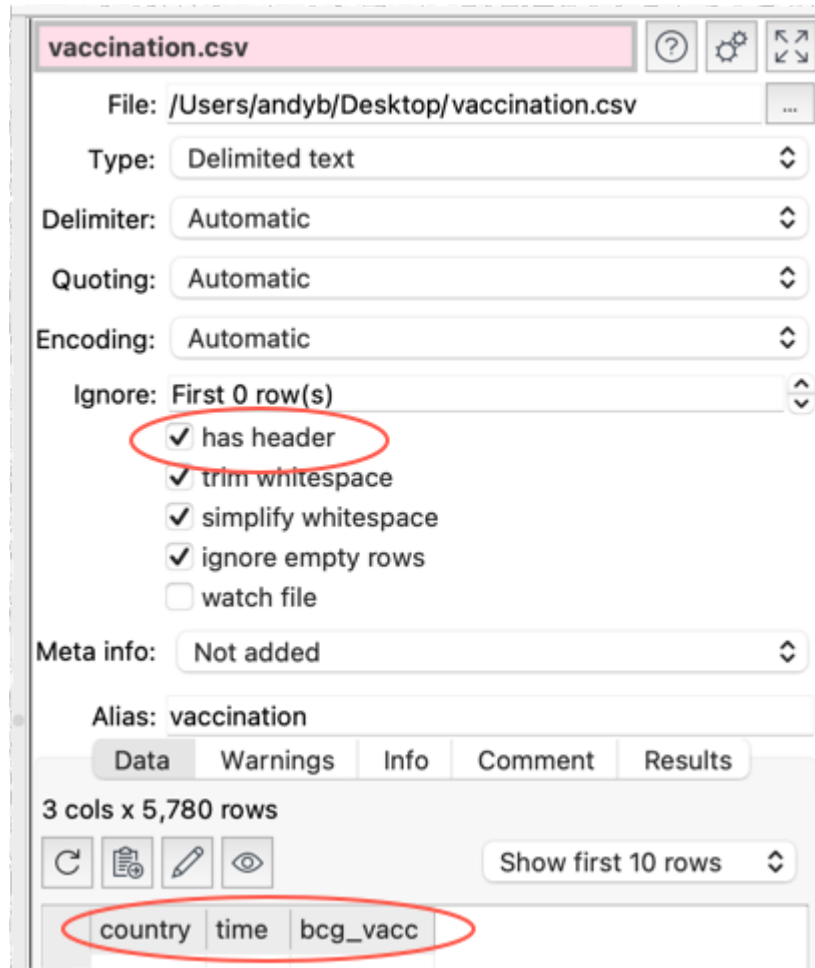 vaccination.csv
File: /Users/andyb/Desktop/vaccination.csv ...
Type: Delimited text
Delimiter: Automatic
Quoting: Automatic
Encoding: Automatic
Ignore: First 0 row(s)
has header
trim whitespace
simplify whitespace
ignore empty rows
watch file
Meta info: Not added
Alias: vaccination
Data Warnings Info Comment Results
3 cols x 5,780 rows
Show first 10 rows
country time bcg_vacc